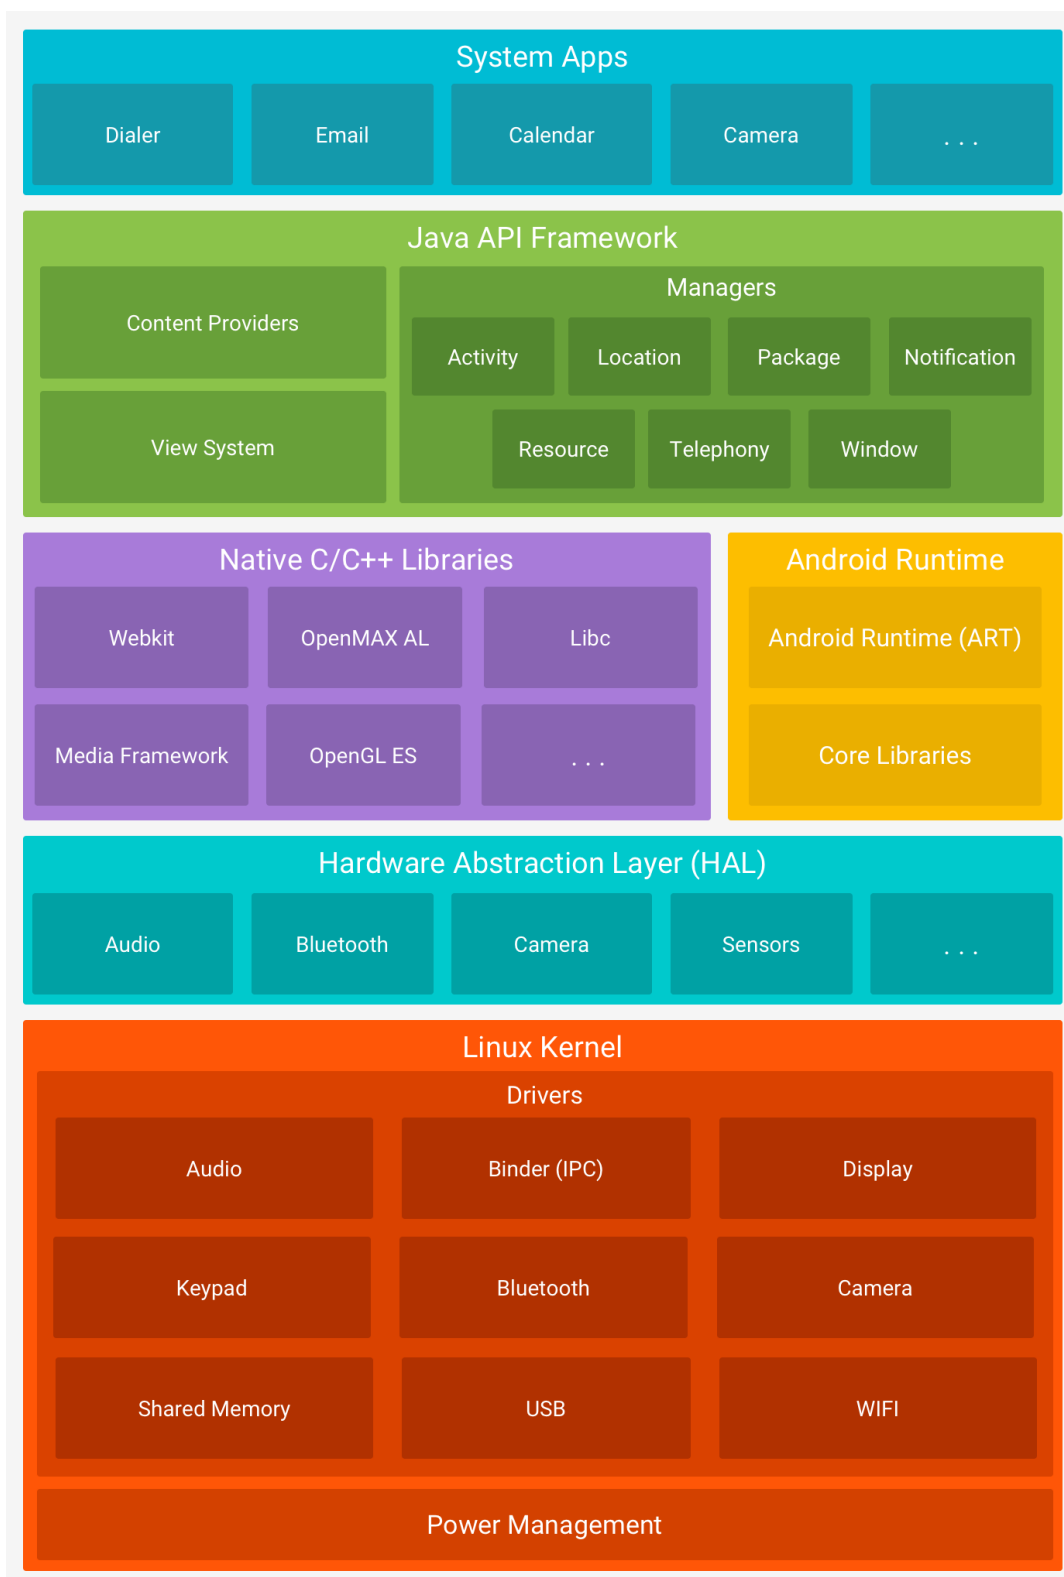 System Apps
Dialer
Email
Calendar
Camera
. . .
Java API Framework
Content Providers
View System
Managers
Activity
Location
Package
Notification
Resource
Telephony
Window
Native C/C++ Libraries
Webkit
OpenMAX AL
Libc
Media Framework
OpenGL ES
. . .
Android Runtime
Android Runtime (ART)
Core Libraries
Hardware Abstraction Layer (HAL)
Audio
Bluetooth
Camera
Sensors
. . .
Linux Kernel
Drivers
Audio
Binder (IPC)
Display
Keypad
Bluetooth
Camera
Shared Memory
USB
WIFI
Power Management